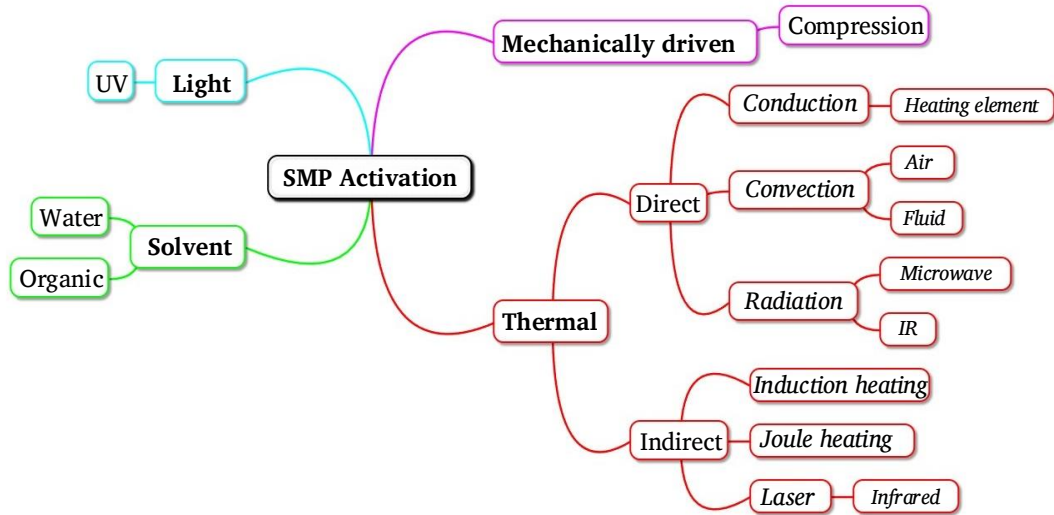 Compression
Mechanically driven
UV
Light
Conduction
Heating element
SMP Activation
Air
Convection
Direct
Fluid
Water
Solvent
Organic
Microwave
Radiation
Thermal
IR
Induction heating
Indirect
Joule heating
Laser
Infrared